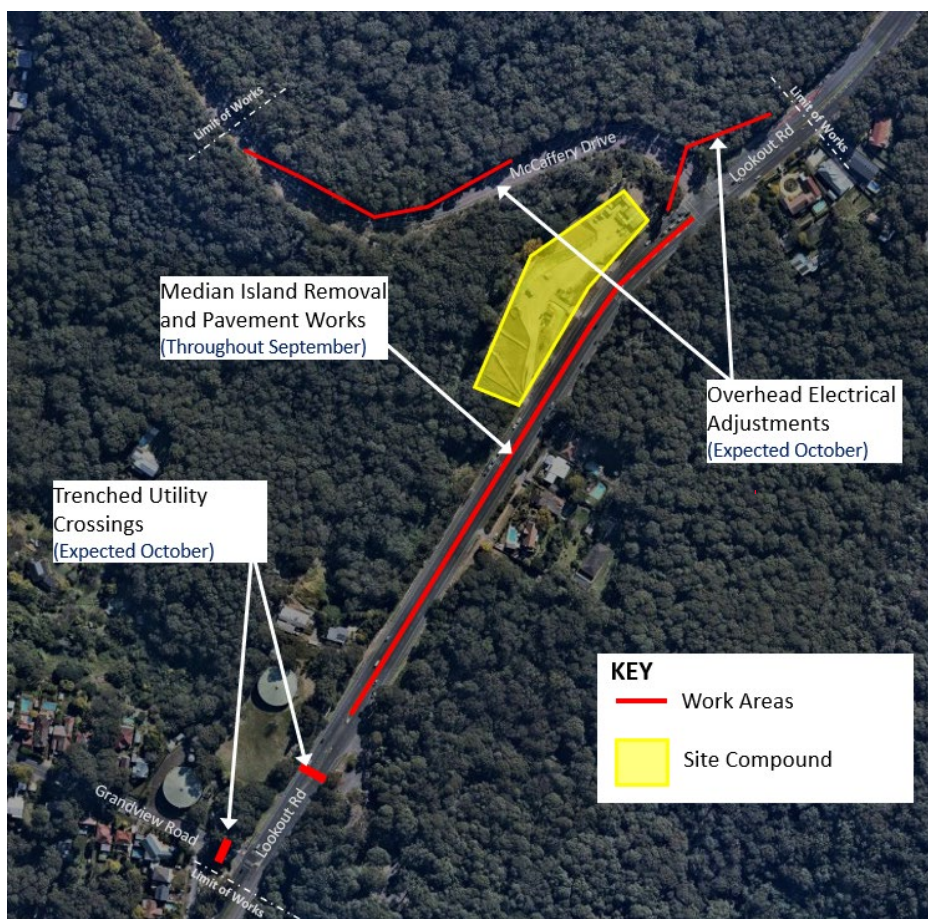 Limit of Works
McCaffery Drive
Lookout Rd
Limit of Works
Median Island Removal
and Pavement Works
(Throughout September)
Overhead Electrical
Adjustments
(Expected October)
Trenched Utility
Crossings
(Expected October)
KEY
Work Areas
Site Compound
Grandview Road
Lookout Rd
Limit of Works